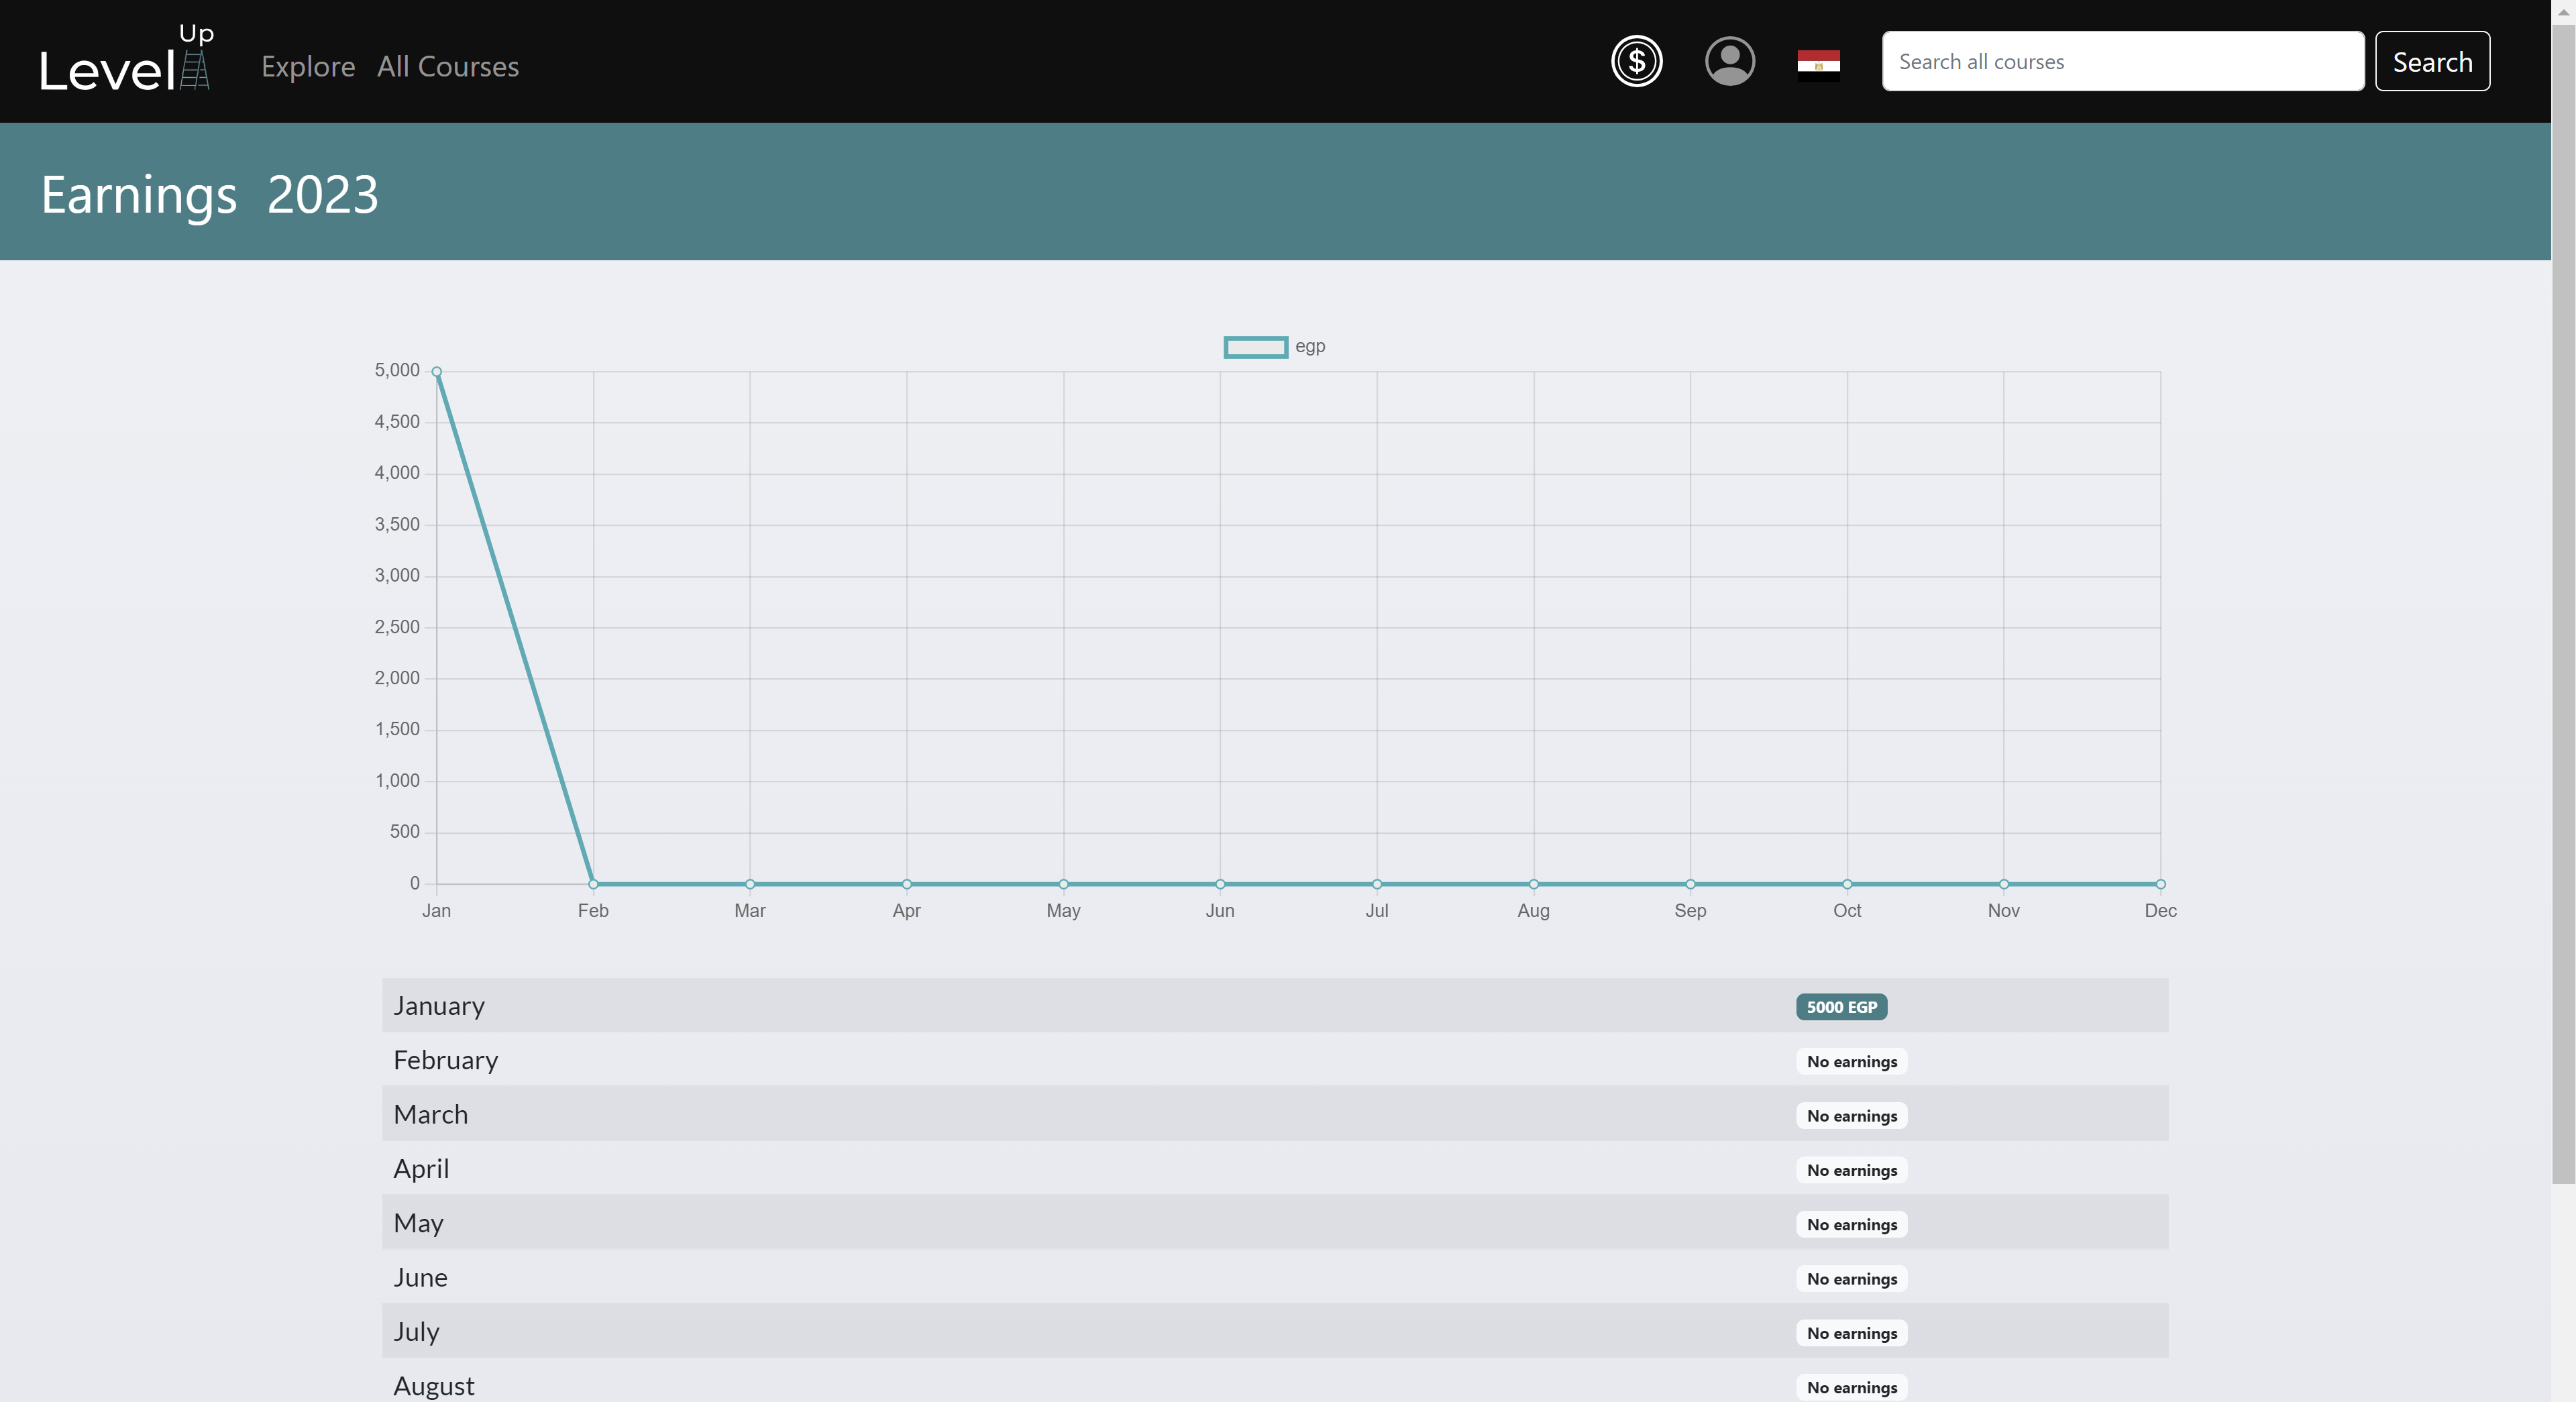 Level Up
Explore All Courses
$
Search all courses
Search
Earnings 2023
egp
5,000
4,500
4,000
3,500
3,000
2,500
2,000
1,500
1,000
500
0
Jan Feb Mar Apr May Jun Jul Aug Sep Oct Nov Dec
January 5000 EGP
February No earnings
March No earnings
April No earnings
May No earnings
June No earnings
July No earnings
August No earnings